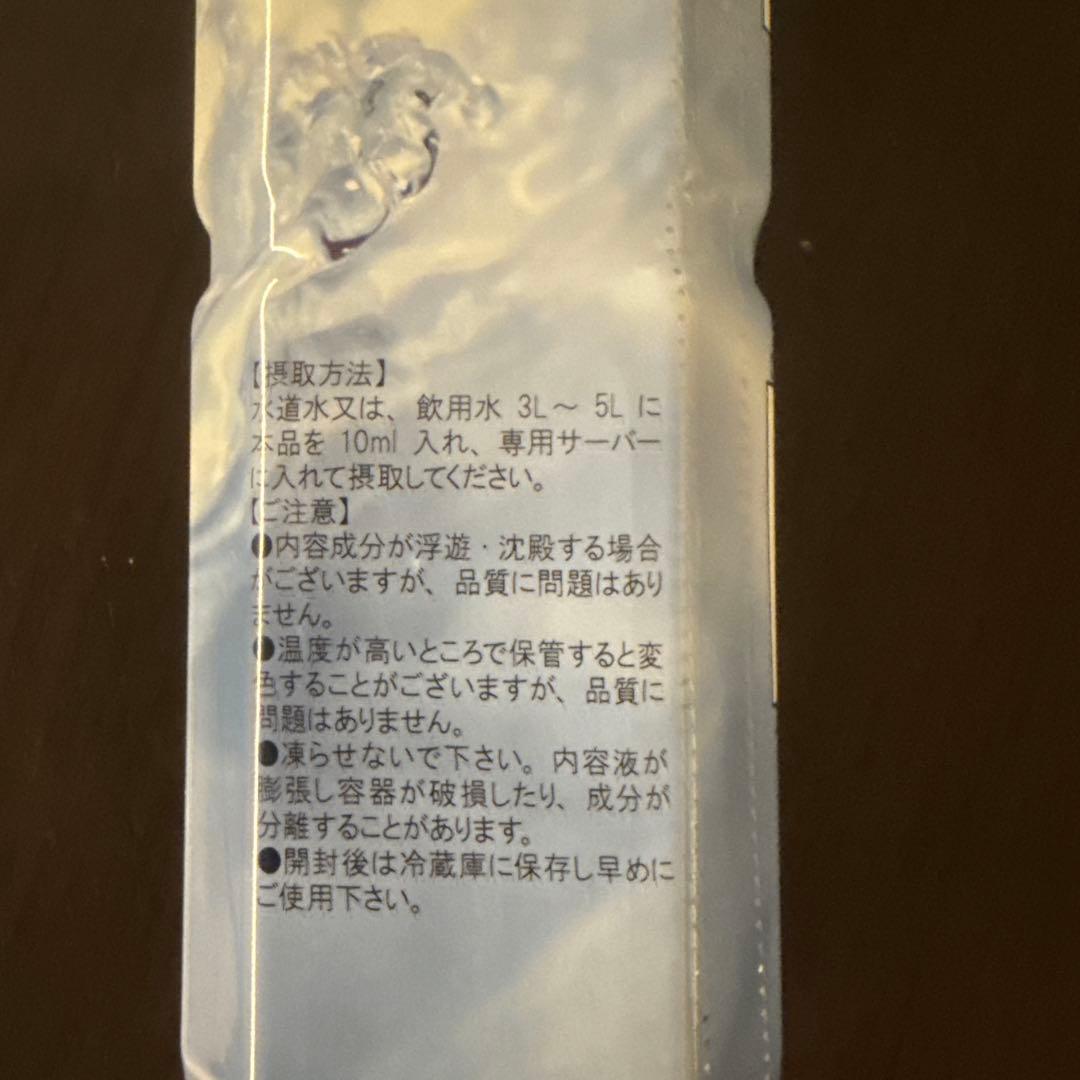 【摂取方法】
水道水又は、飲用水 3L～ 5L に
本品を 10ml 入れ、専用サーバー
に入れて摂取してください。
【ご注意】
●内容成分が浮遊・沈殿する場合
がございますが、品質に問題はあり
ません。
●温度が高いところで保管すると変
色することがございますが、品質に
問題はありません。
●凍らせないで下さい。内容液が
膨張し容器が破損したり、成分が
分離することがあります。
●開封後は冷蔵庫に保存し早めに
ご使用下さい。